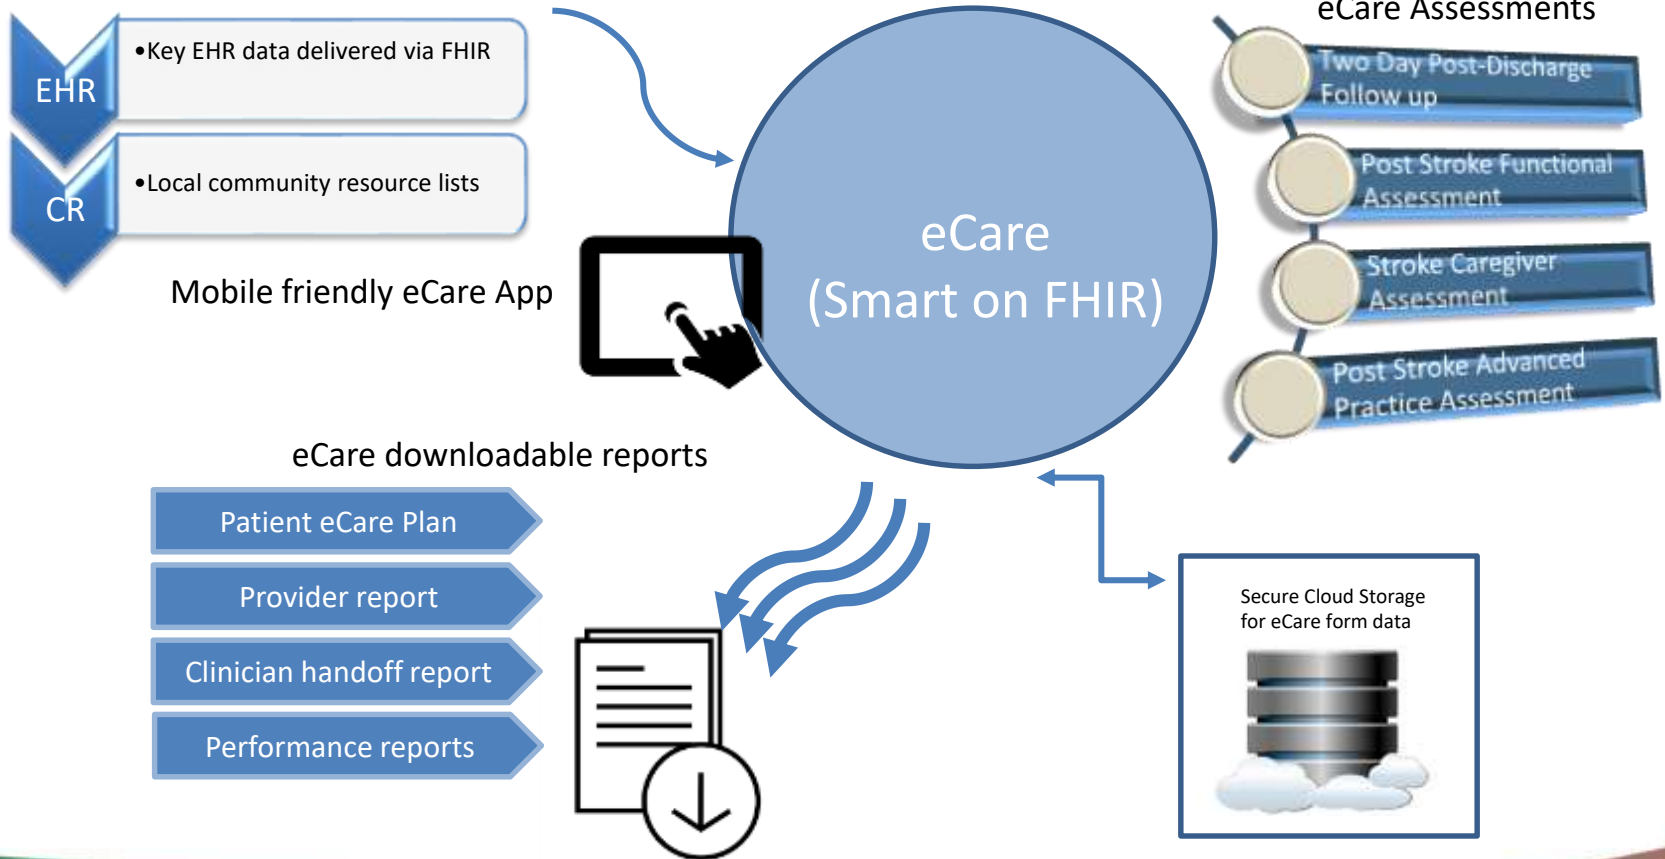 EHR
•Key EHR data delivered via FHIR
CR
•Local community resource lists
Mobile friendly eCare App
eCare
(Smart on FHIR)
eCare Assessments
Two Day Post-Discharge
Follow up
Post Stroke Functional
Assessment
Stroke Caregiver
Assessment
Post Stroke Advanced
Practice Assessment
eCare downloadable reports
Patient eCare Plan
Provider report
Clinician handoff report
Performance reports
Secure Cloud Storage
for eCare form data